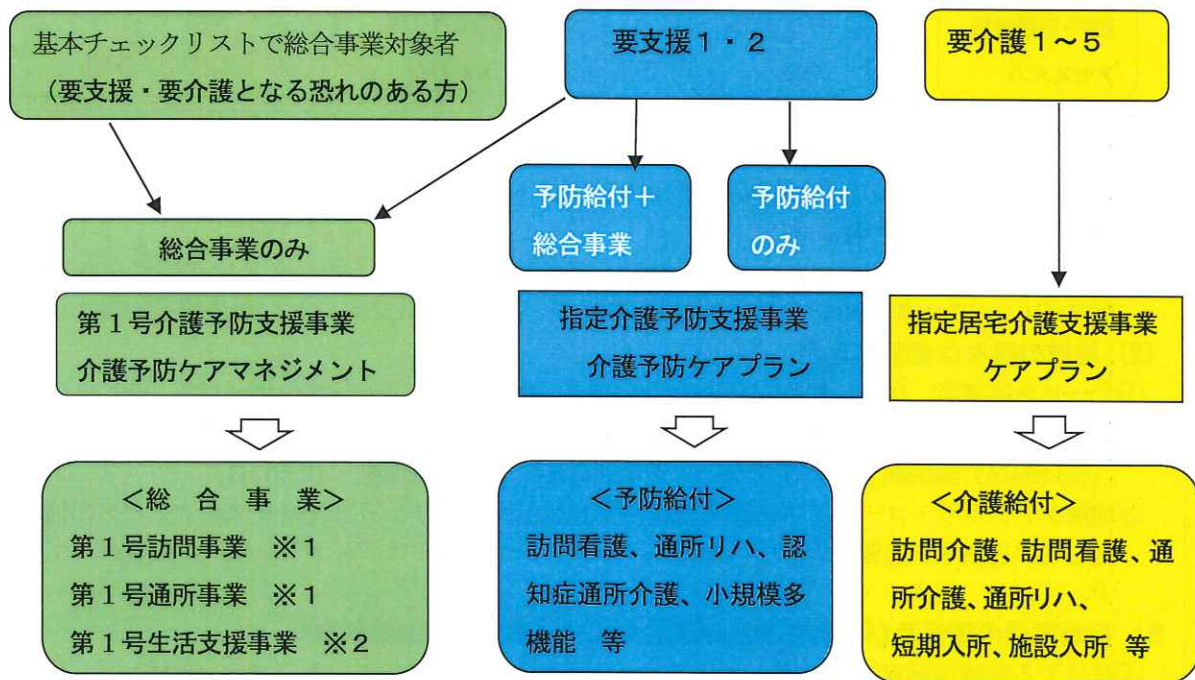 基本チェックリストで総合事業対象者
（要支援・要介護となる恐れのある方）
要支援１・２
要介護１～５
総合事業のみ
予防給付＋
総合事業
予防給付
のみ
第１号介護予防支援事業
介護予防ケアマネジメント
指定介護予防支援事業
介護予防ケアプラン
指定居宅介護支援事業
ケアプラン
＜総　合　事　業＞
第１号訪問事業　※１
第１号通所事業　※１
第１号生活支援事業　※２
＜予防給付＞
訪問看護、通所リハ、認
知症通所介護、小規模多
機能　等
＜介護給付＞
訪問介護、訪問看護、通
所介護、通所リハ、
短期入所、施設入所　等